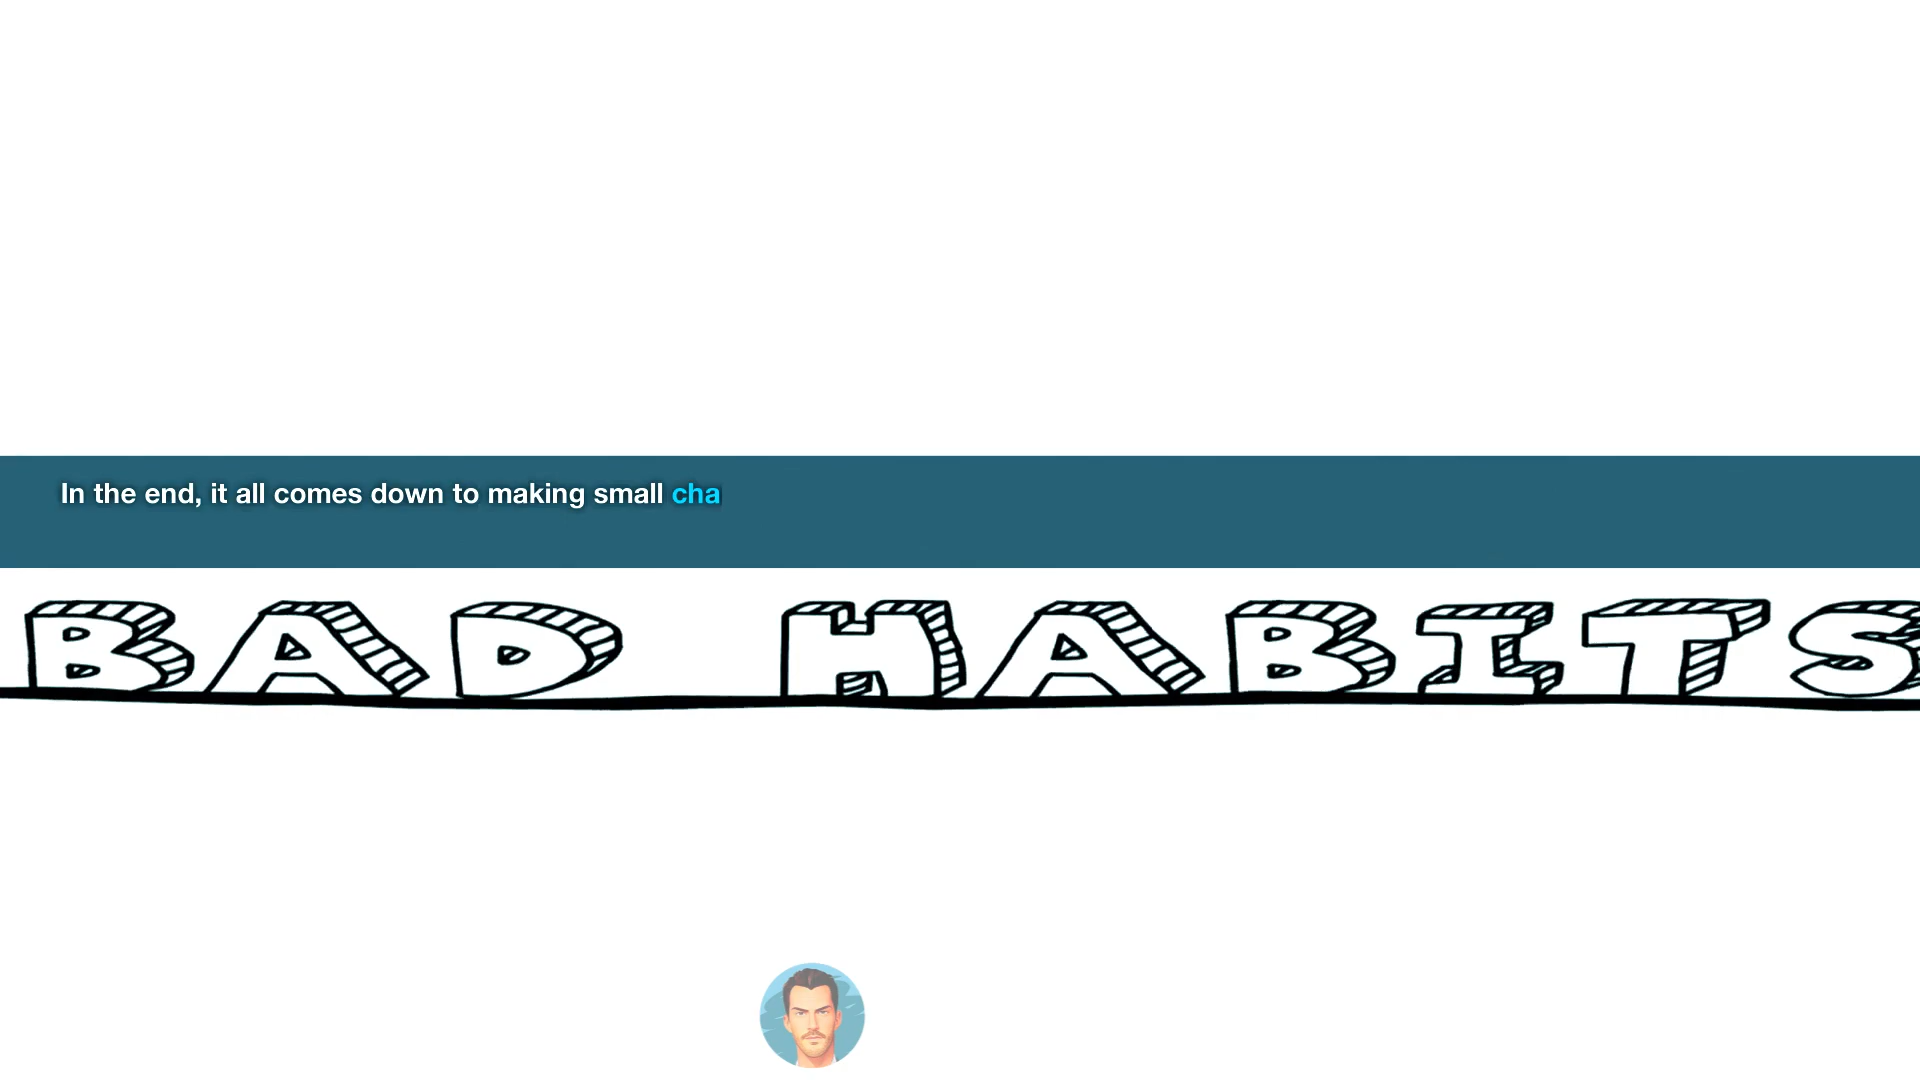 In the end, it all comes down to making small cha
BAD HABITS